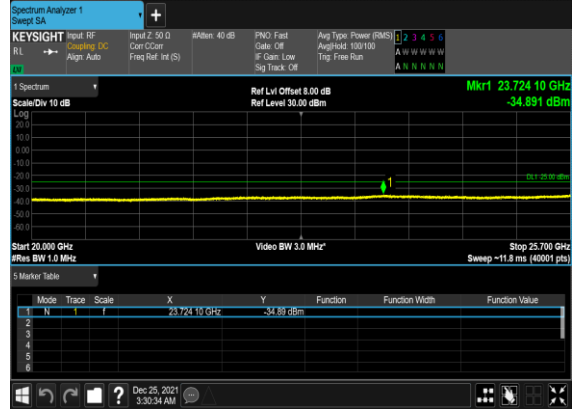 Spectrum Analyzer 1
Swept SA
KEYSIGHT
RL
Input: RF
Coupling: DC
Align: Auto
Input Z: 50 Ω
Corr CCorr
Freq Ref: Int (S)
#Atten: 40 dB
PNO: Fast
Gate: Off
IF Gain: Low
Sig Track: Off
Avg Type: Power (RMS)
Avg|Hold: 100/100
Trig: Free Run
1 2 3 4 5 6
A W W W W W
A N N N N N
1 Spectrum
Scale/Div 10 dB
Log
Ref Lvl Offset 8.00 dB
Ref Level 30.00 dBm
Mkr1 23.724 10 GHz
-34.891 dBm
20.0
10.0
0.00
-10.0
-20.0
-30.0
-40.0
-50.0
-60.0
1
DL1 -25.00 dBm
Start 20.000 GHz
#Res BW 1.0 MHz
Video BW 3.0 MHz*
Stop 25.700 GHz
Sweep ~11.8 ms (40001 pts)
5 Marker Table
Mode Trace Scale X Y Function Function Width Function Value
1 N 1 f 23.724 10 GHz -34.89 dBm
2
3
4
5
6
?
Dec 25, 2021
3:30:34 AM